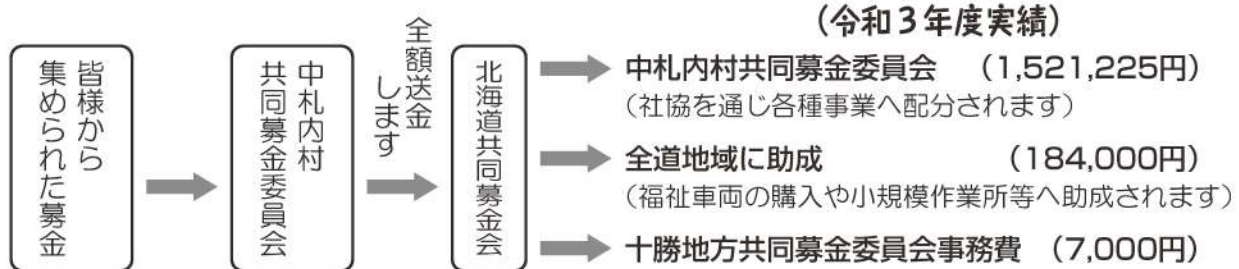 皆様から
集められた募金
中札内村
共同募金委員会
全額送金
します
北海道共同募金会
（令和３年度実績）
中札内村共同募金委員会　（1,521,225円）
（社協を通じ各種事業へ配分されます）
全道地域に助成　（184,000円）
（福祉車両の購入や小規模作業所等へ助成されます）
十勝地方共同募金委員会事務費　（7,000円）